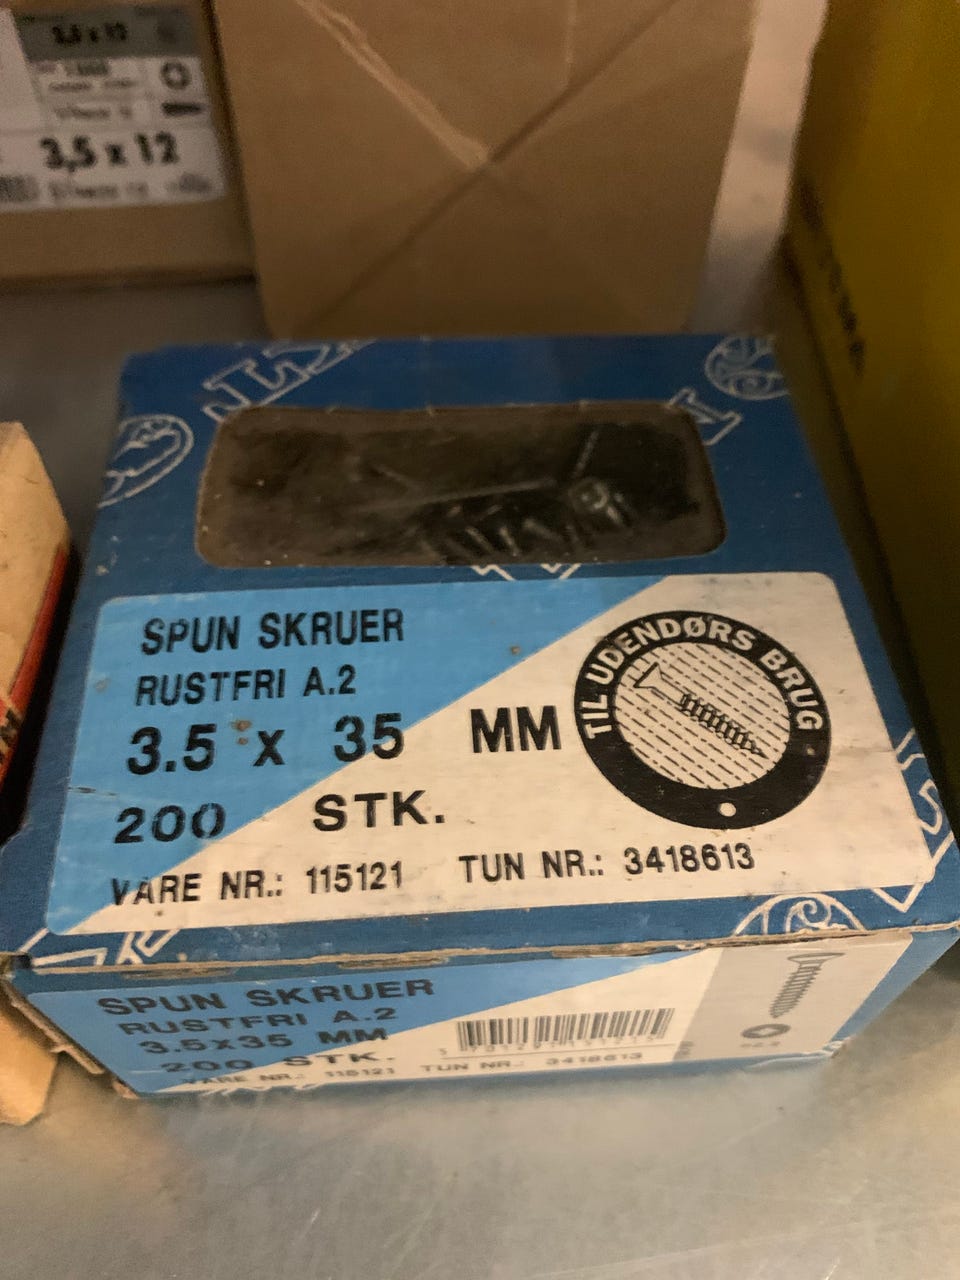 3,5 x 12
SPUN SKRUER
RUSTFRI A.2
3.5 x 35 MM
200 STK.
VARE NR.: 115121 TUN NR.: 3418613
TIL UDENDØRS BRUG
SPUN SKRUER
RUSTFRI A.2
3.5x35 MM
200 STK.
VARE NR.: 115121 TUN NR.: 3418613